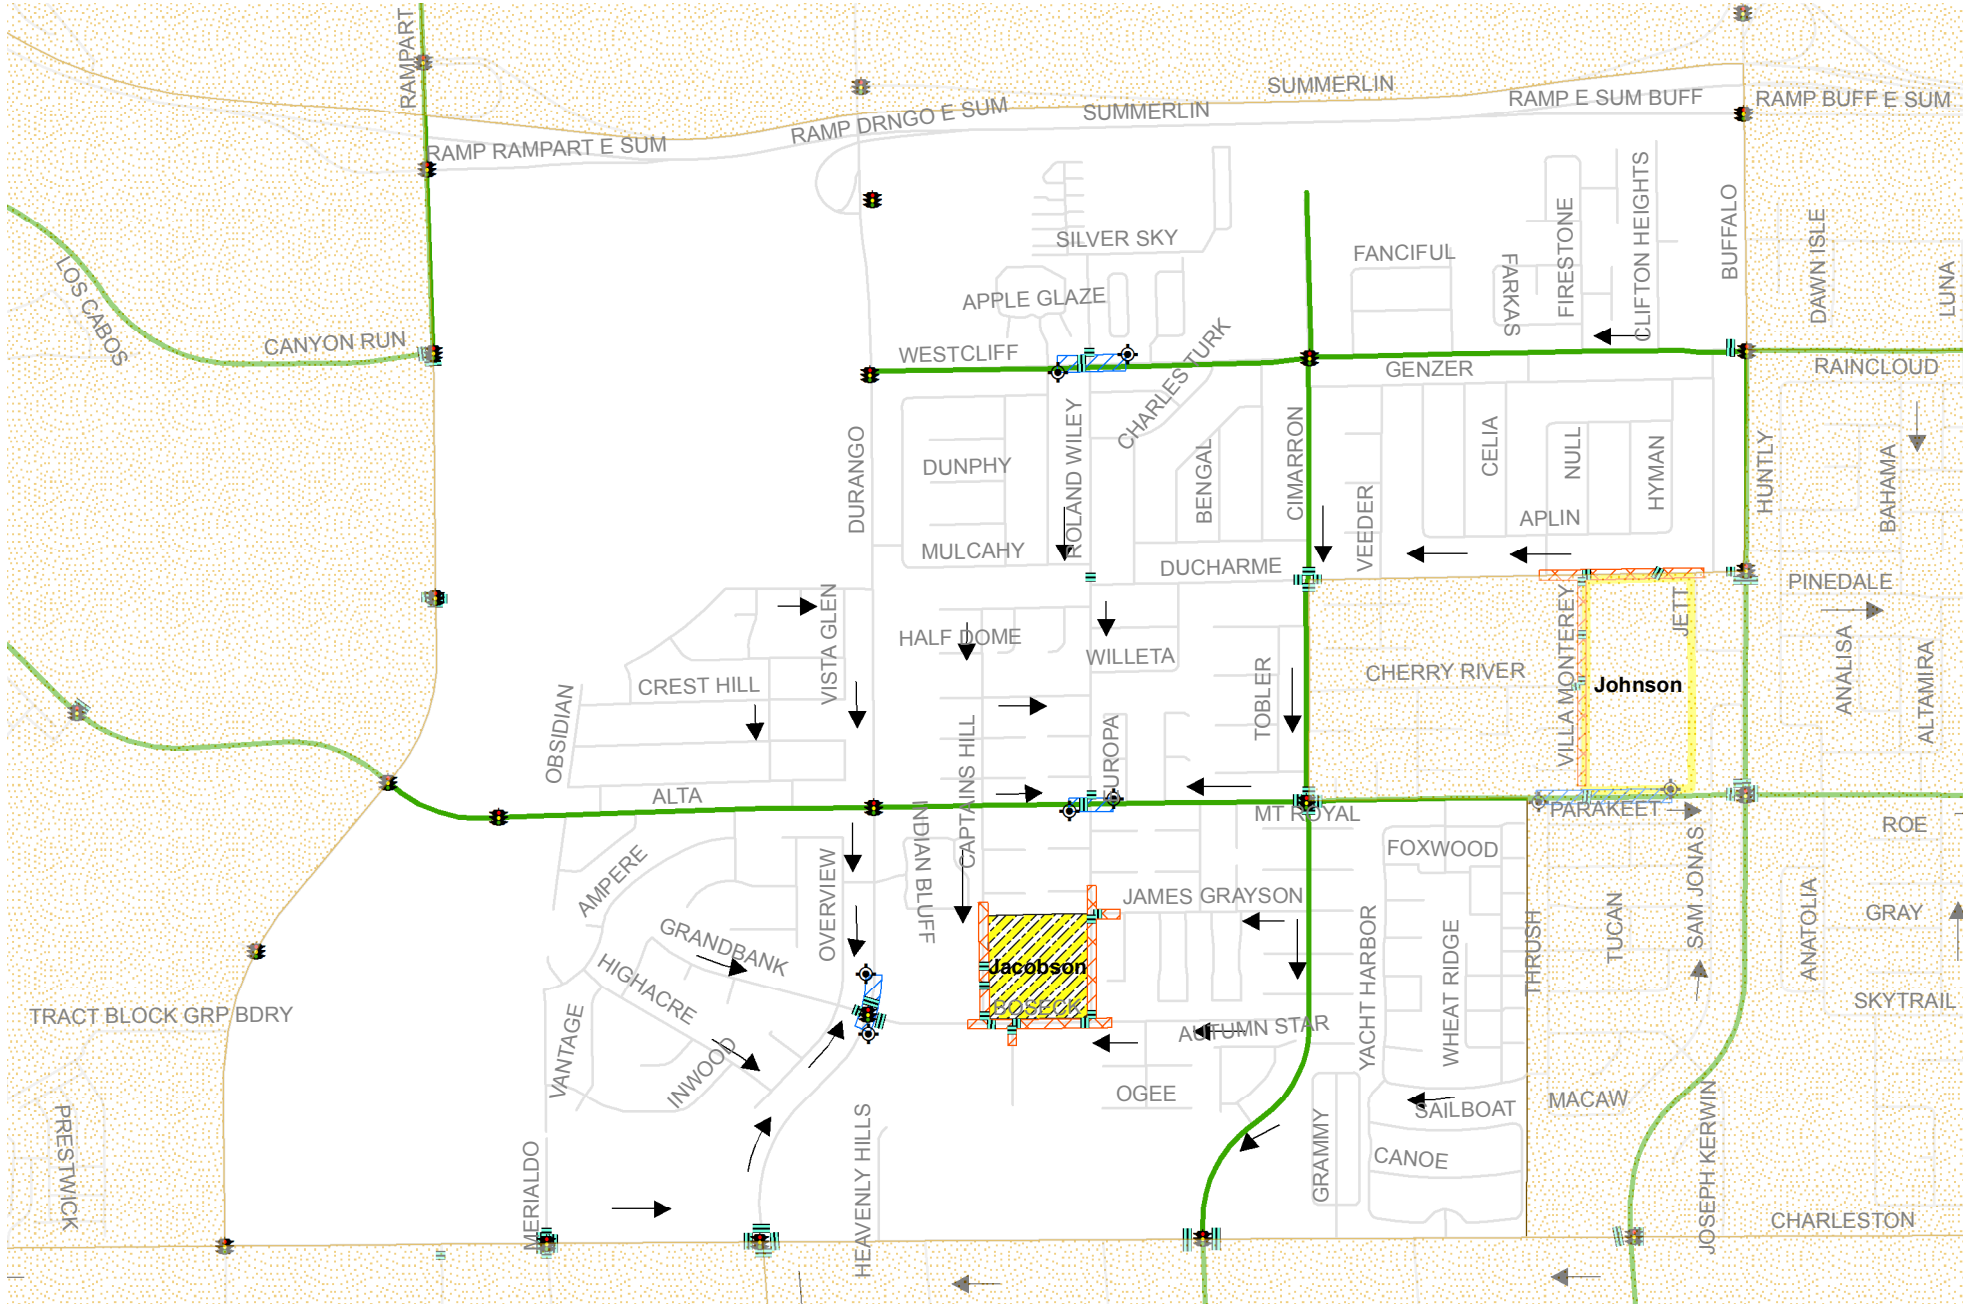 RAMPART
SUMMERLIN
SUMMERLIN
RAMP E SUM BUFF
RAMP BUFF E SUM
RAMP DRNGO E SUM
RAMP RAMPART E SUM
SILVER SKY
FANCIFUL
FARKAS
FIRESTONE
CLIFTON HEIGHTS
BUFFALO
DAWN ISLE
LUNA
LOS CABOS
CANYON RUN
APPLE GLAZE
WESTCLIFF
CHARLES TURK
GENZER
RAINCLOUD
DURANGO
DUNPHY
ROLAND WILEY
BENGAL
CIMARRON
VEEDER
CELIA
NULL
HYMAN
HUNTLY
BAHAMA
APLIN
MULCAHY
DUCHARME
PINEDALE
VISTA GLEN
HALF DOME
WILLETA
CREST HILL
TOBLER
CHERRY RIVER
VILLA MONTEREY
JETT
Johnson
ANALISA
ALTAMIRA
OBSIDIAN
CAPTAINS HILL
EUROPA
ALTA
MT ROYAL
PARAKEET
ROE
INDIAN BLUFF
AMPERE
OVERVIEW
FOXWOOD
JAMES GRAYSON
GRANDBANK
HIGHACRE
Jacobson
BOSECK
AUTUMN STAR
YACHT HARBOR
WHEAT RIDGE
THRUSH
TUCAN
SAM JONAS
ANATOLIA
GRAY
SKYTRAIL
TRACT BLOCK GRP BDRY
VANTAGE
INWOOD
OGEE
SAILBOAT
MACAW
PRESTWICK
MERIALDO
HEAVENLY HILLS
GRAMMY
CANOE
JOSEPH KERWIN
CHARLESTON